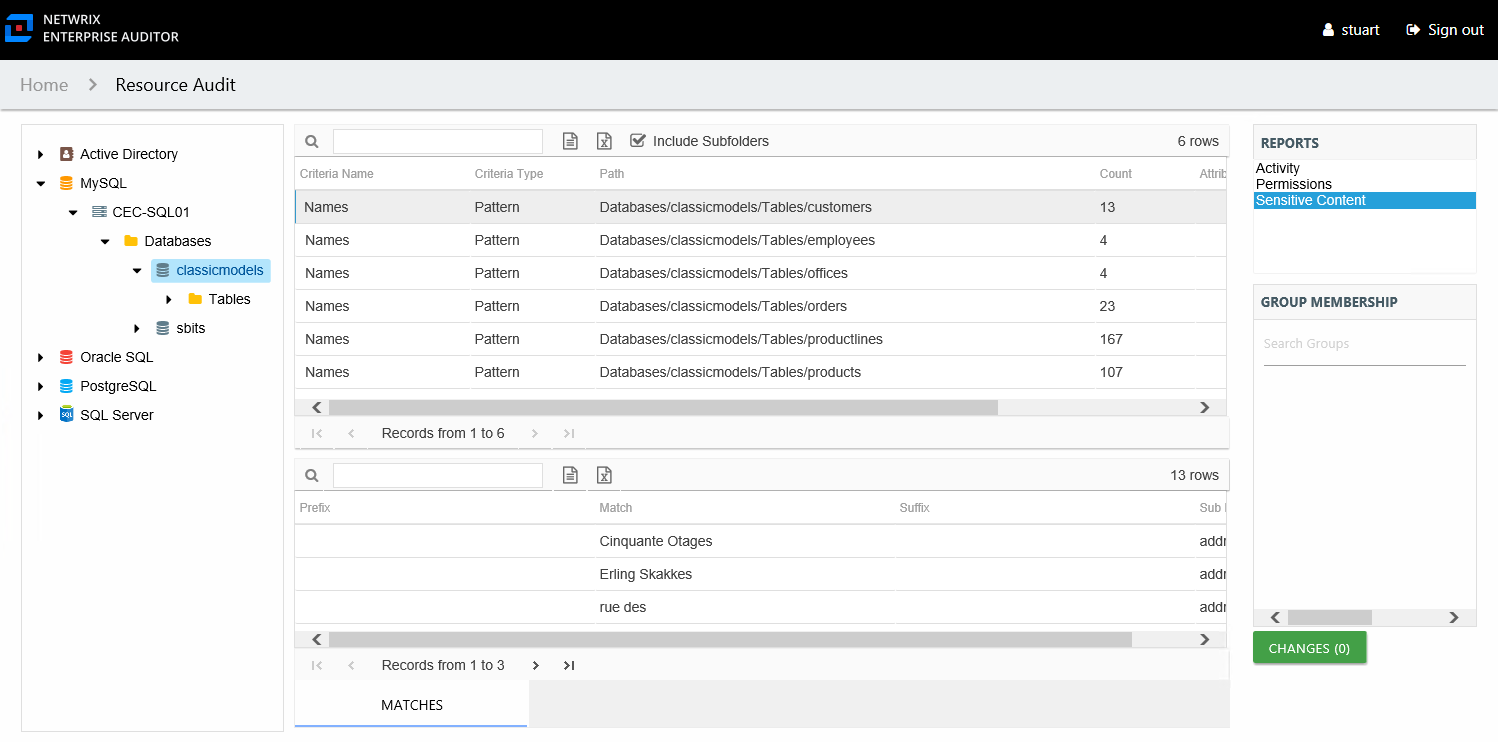 NETWRIX
ENTERPRISE AUDITOR
stuart
Sign out
Home
Resource Audit
Active Directory
MySQL
CEC-SQL01
Databases
classicmodels
Tables
sbits
Oracle SQL
PostgreSQL
SQL
SQL Server
Include Subfolders
6 rows
Criteria Name Criteria Type Path Count Attrib
Names Pattern Databases/classicmodels/Tables/customers 13
Names Pattern Databases/classicmodels/Tables/employees 4
Names Pattern Databases/classicmodels/Tables/offices 4
Names Pattern Databases/classicmodels/Tables/orders 23
Names Pattern Databases/classicmodels/Tables/productlines 167
Names Pattern Databases/classicmodels/Tables/products 107
Records from 1 to 6
13 rows
Prefix Match Suffix Sub
Cinquante Otages addr
Erling Skakkes addr
rue des addr
Records from 1 to 3
MATCHES
REPORTS
Activity
Permissions
Sensitive Content
GROUP MEMBERSHIP
Search Groups
CHANGES (0)